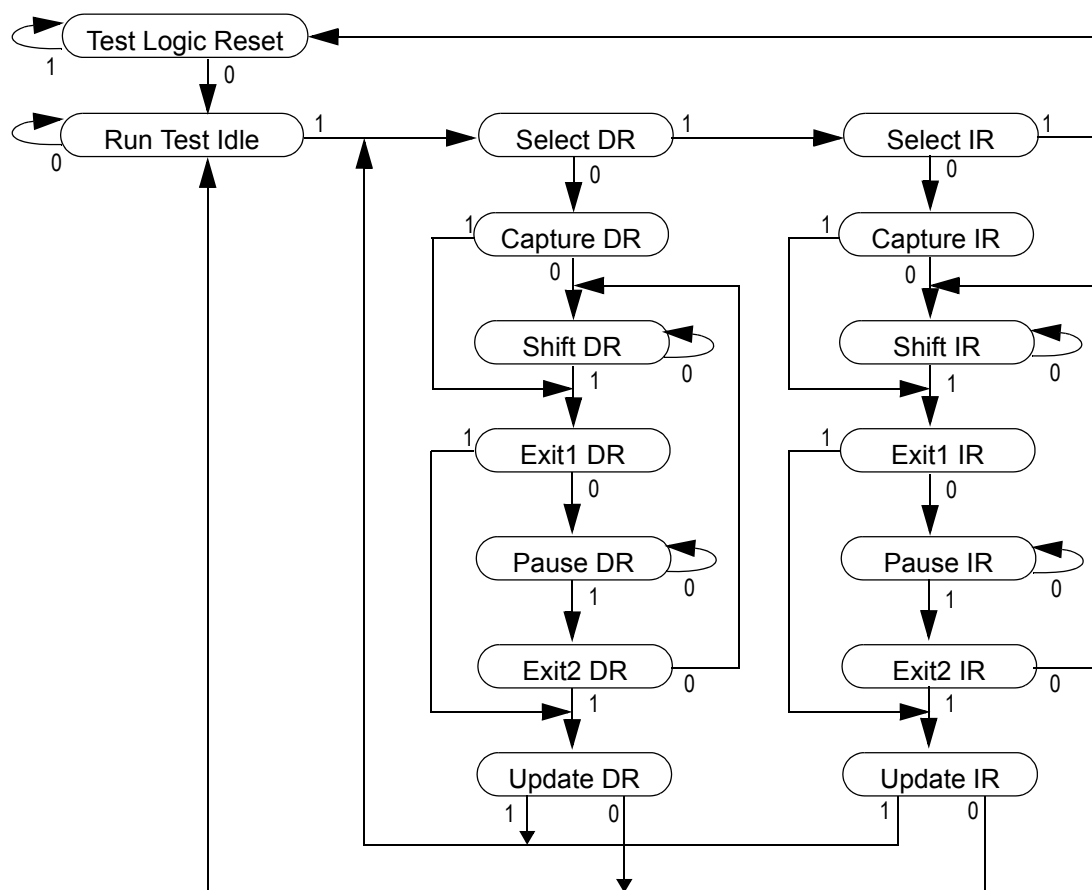 Test Logic Reset
1
0
Run Test Idle
1
Select DR
1
Select IR
1
0
0
0
1
Capture DR
1
Capture IR
0
0
Shift DR
Shift IR
0
0
1
1
1
Exit1 DR
1
Exit1 IR
0
0
Pause DR
Pause IR
0
0
1
1
Exit2 DR
Exit2 IR
0
0
1
1
Update DR
Update IR
1
0
1
0